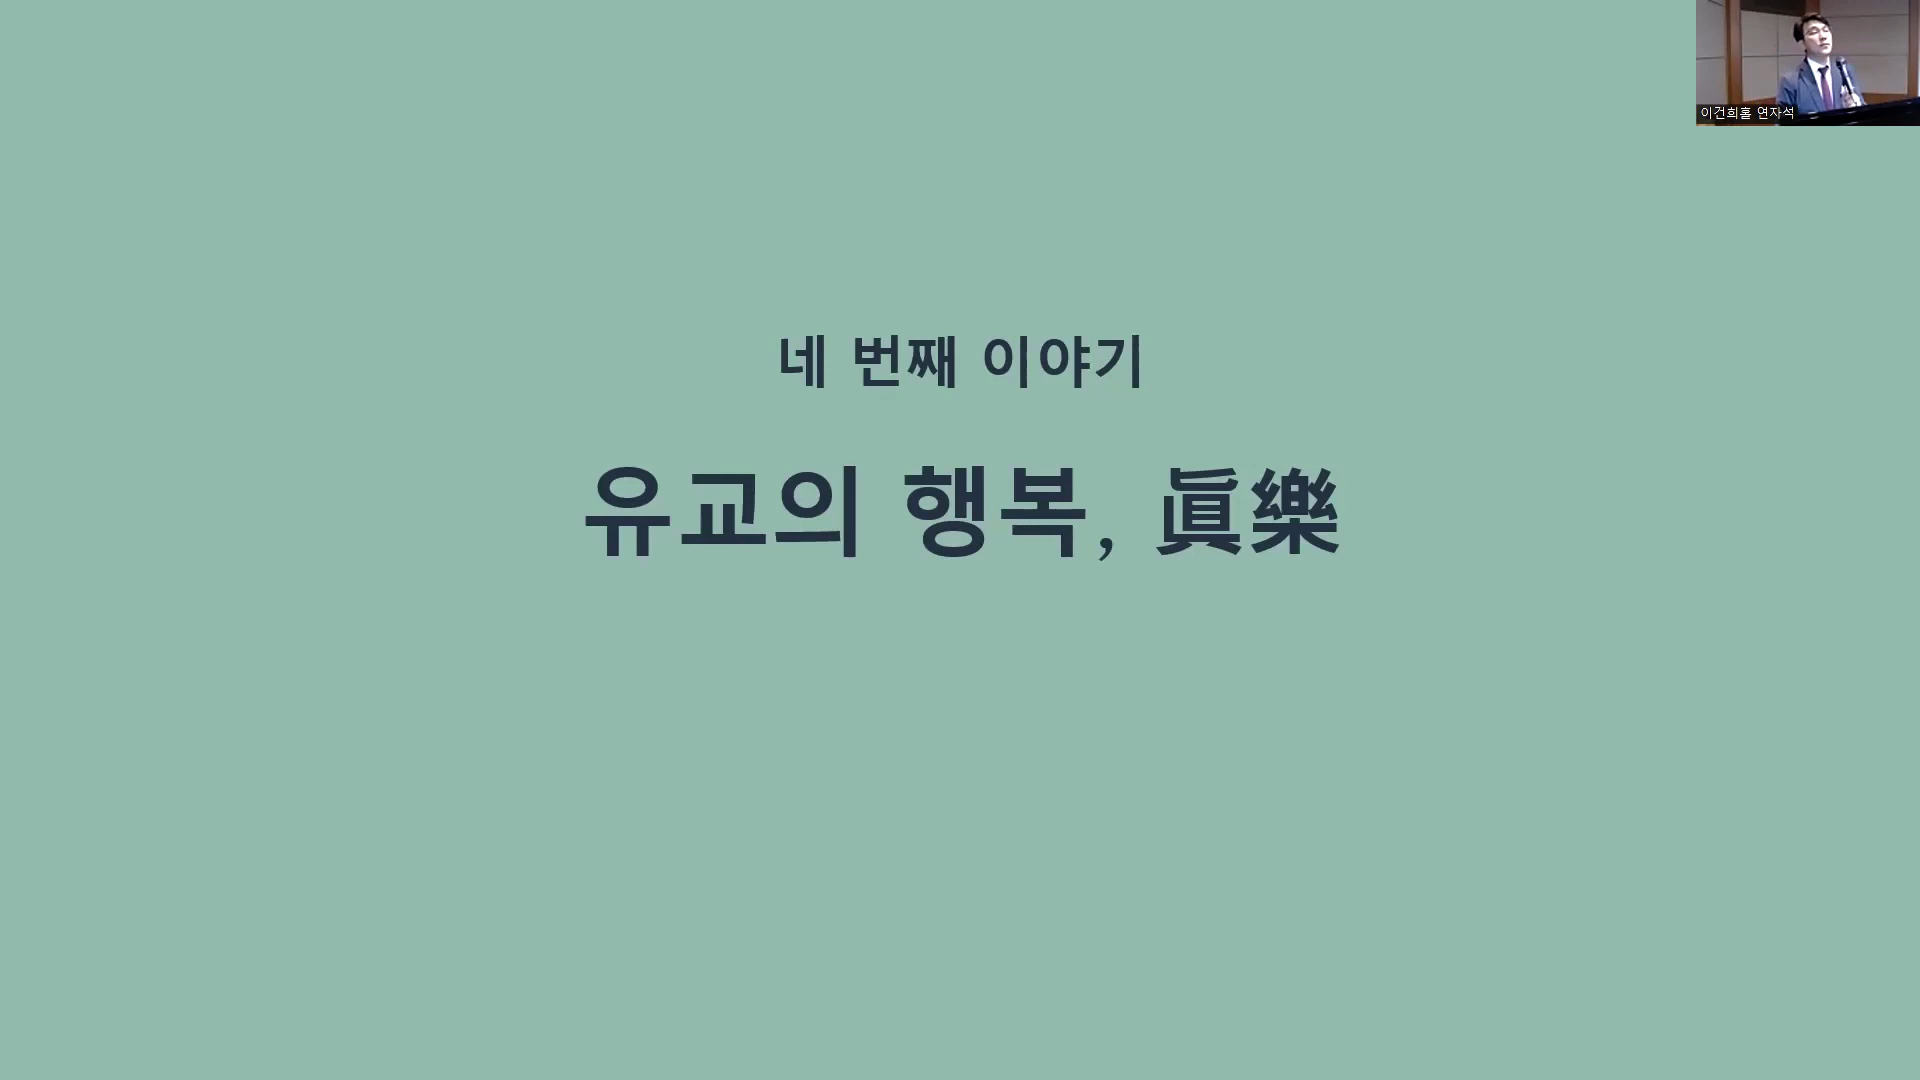 이건희홀 연자석
네 번째 이야기
유교의 행복, 眞樂